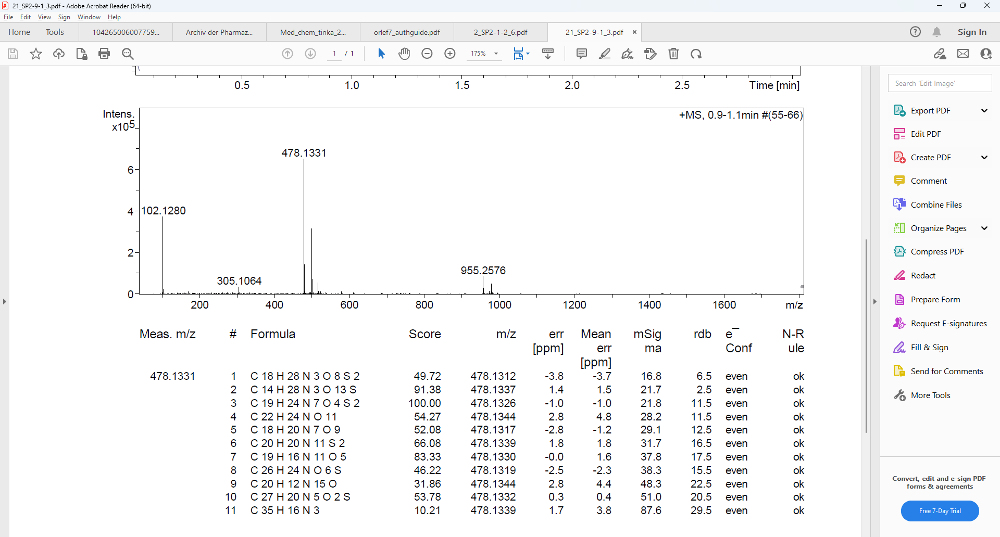 21_SP2-9-1_3.pdf - Adobe Acrobat Reader (64-bit)
File Edit View Sign Window Help
Home Tools 104265006007759... Archiv der Pharmaz... Med_chem_tinka_2... orlef7_authguide.pdf 2_SP2-1-2_6.pdf 21_SP2-9-1_3.pdf × Sign In
1 / 1 175%
0.5 1.0 1.5 2.0 2.5 Time [min]
Intens.
x10⁵
+MS, 0.9-1.1min #(55-66)
478.1331
6
4
102.1280
2
955.2576
305.1064
0
200 400 600 800 1000 1200 1400 1600 m/z
Meas. m/z # Formula Score m/z err Mean mSig rdb e¯ N-R
[ppm] err ma Conf ule
[ppm]
478.1331 1 C 18 H 28 N 3 O 8 S 2 49.72 478.1312 -3.8 -3.7 16.8 6.5 even ok
2 C 14 H 28 N 3 O 13 S 91.38 478.1337 1.4 1.5 21.7 2.5 even ok
3 C 19 H 24 N 7 O 4 S 2 100.00 478.1326 -1.0 -1.0 21.8 11.5 even ok
4 C 22 H 24 N O 11 54.27 478.1344 2.8 4.8 28.2 11.5 even ok
5 C 18 H 20 N 7 O 9 52.08 478.1317 -2.8 -1.2 29.1 12.5 even ok
6 C 20 H 20 N 11 S 2 66.08 478.1339 1.8 1.8 31.7 16.5 even ok
7 C 19 H 16 N 11 O 5 83.33 478.1330 -0.0 1.6 37.8 17.5 even ok
8 C 26 H 24 N O 6 S 46.22 478.1319 -2.5 -2.3 38.3 15.5 even ok
9 C 20 H 12 N 15 O 31.86 478.1344 2.8 4.4 48.3 22.5 even ok
10 C 27 H 20 N 5 O 2 S 53.78 478.1332 0.3 0.4 51.0 20.5 even ok
11 C 35 H 16 N 3 10.21 478.1339 1.7 3.8 87.6 29.5 even ok
Search 'Edit Image'
Export PDF
Edit PDF
Create PDF
Comment
Combine Files
Organize Pages
Compress PDF
Redact
Prepare Form
Request E-signatures
Fill & Sign
Send for Comments
More Tools
Convert, edit and e-sign PDF
forms & agreements
Free 7-Day Trial